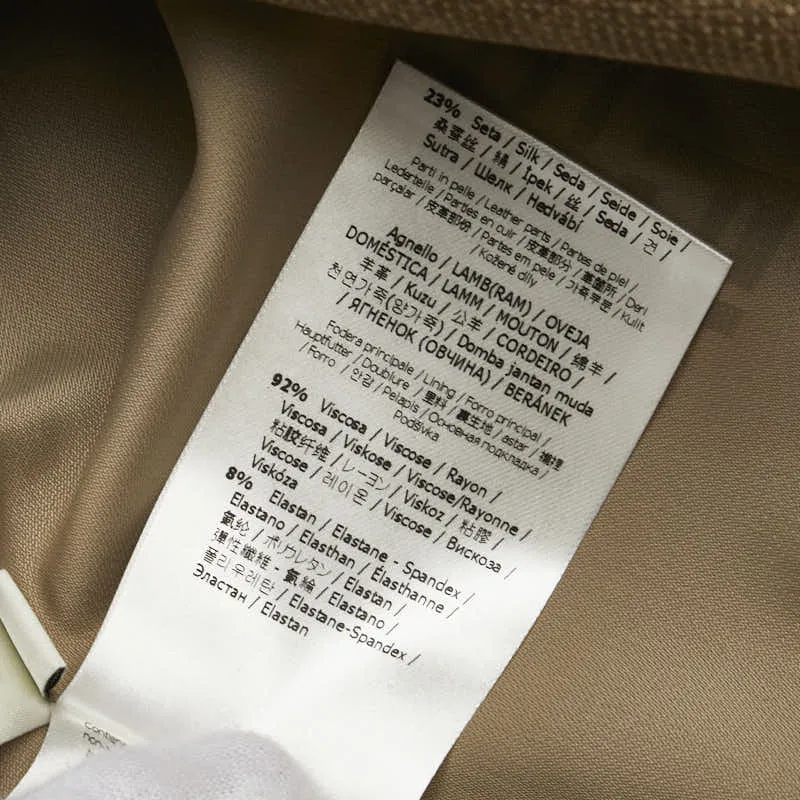 23% Seta / Silk / Seda / Seide / Soie /
桑蚕丝 / 絹 / İpek / 丝 / Seda / 견 /
Sutra / Шелк / Hedvábí
Parti in pelle / Leather parts / Partes de piel /
Lederteile / Parties en cuir / 皮革部分 / 革箇所 / Deri
parçalar / 皮革部份 / Partes em pele / 가죽부분 / Kulit
/ Kožené díly
Agnello / LAMB(RAM) / OVEJA
DOMÉSTICA / LAMM / MOUTON / 绵羊 /
羊革 / Kuzu / 公羊 / CORDEIRO /
천연가죽(양가죽) / Domba jantan muda
/ ЯГНЕНОК (ОВЧИНА) / BERÁNEK
Fodera principale / Lining / Forro principal /
Hauptfutter / Doublure / 里料 / 裏生地 / astar / 襯裡
/ Forro / 안감 / Pelapis / Основная подкладка /
Podšívka
92% Viscosa / Viscose / Rayon /
Viscosa / Viskose / Viscose/Rayonne /
粘胶纤维 / レーヨン / Viskoz / 粘膠 /
Viscose / 레이온 / Viscose / Вискоза /
Viskóza
8% Elastan / Elastane - Spandex /
Elastano / Elasthan / Élasthanne /
氨纶 / ポリウレタン / Elastan /
彈性纖維 - 氨綸 / Elastano /
폴리우레탄 / Elastane-Spandex /
Эластан / Elastan